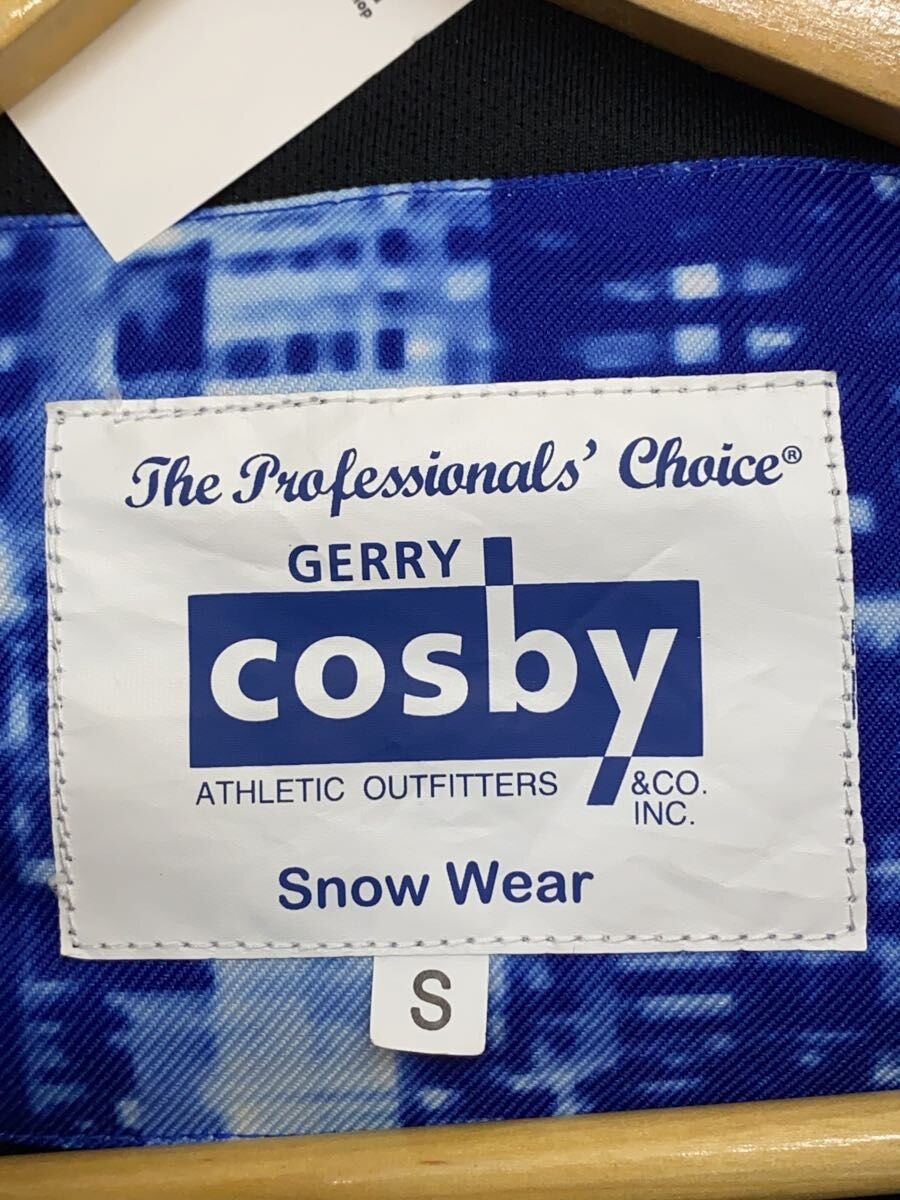 The Professionals' Choice®
GERRY
cosby
ATHLETIC OUTFITTERS &CO.
INC.
Snow Wear
S